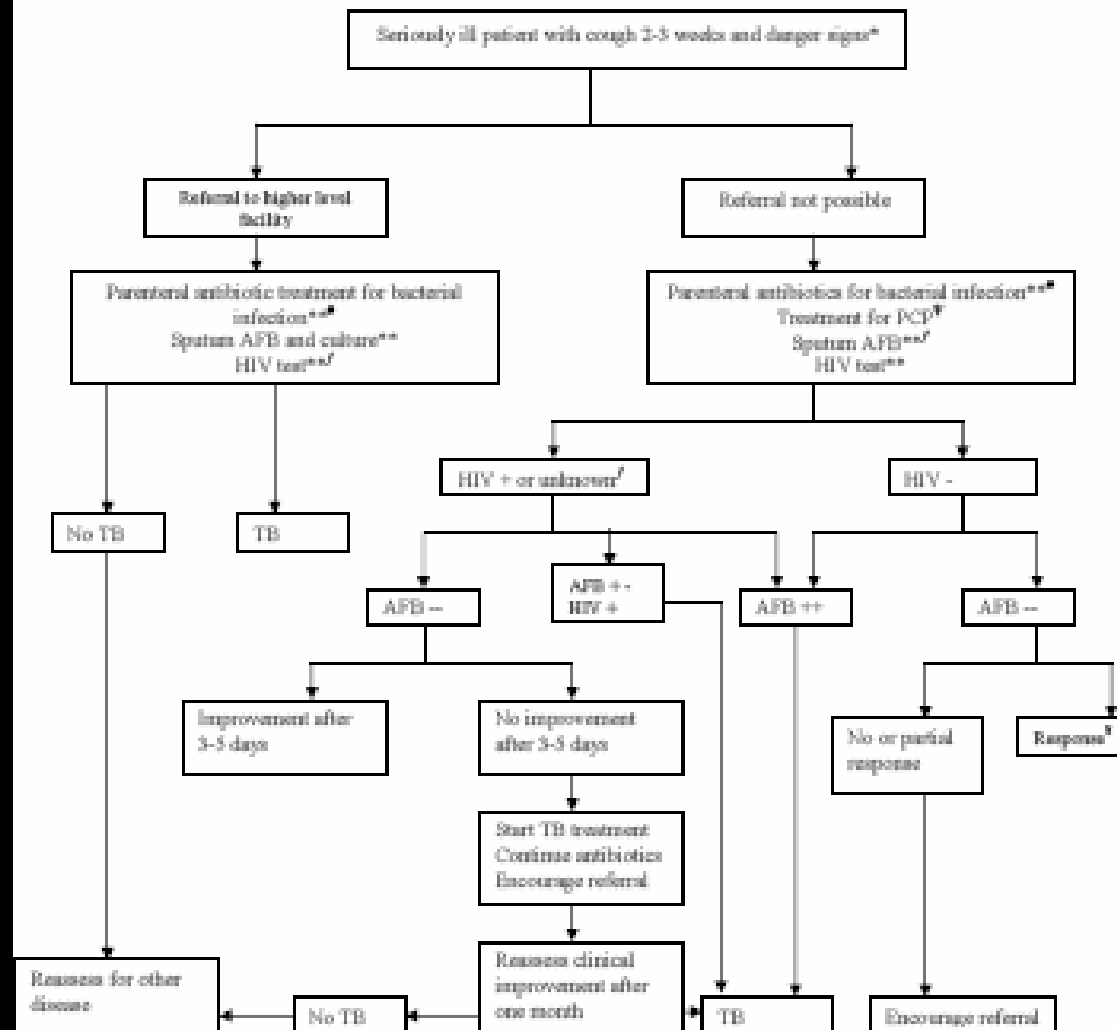 Seriously ill patient with cough 2-3 weeks and danger signs*
Referral to higher level
facility
Referral not possible
Parenteral antibiotic treatment for bacterial
infection**
Sputum AFB and culture**
HIV test**
Parenteral antibiotics for bacterial infection**
Treatment for PCP
Sputum AFB**
HIV test**
HIV + or unknown
HIV -
No TB
TB
AFB --
AFB + -
HIV +
AFB ++
AFB --
Improvement after
3-5 days
No improvement
after 3-5 days
No or partial
response
Response
Start TB treatment
Continue antibiotics
Encourage referral
Reassess for other
disease
No TB
Reassess clinical
improvement after
one month
TB
Encourage referral